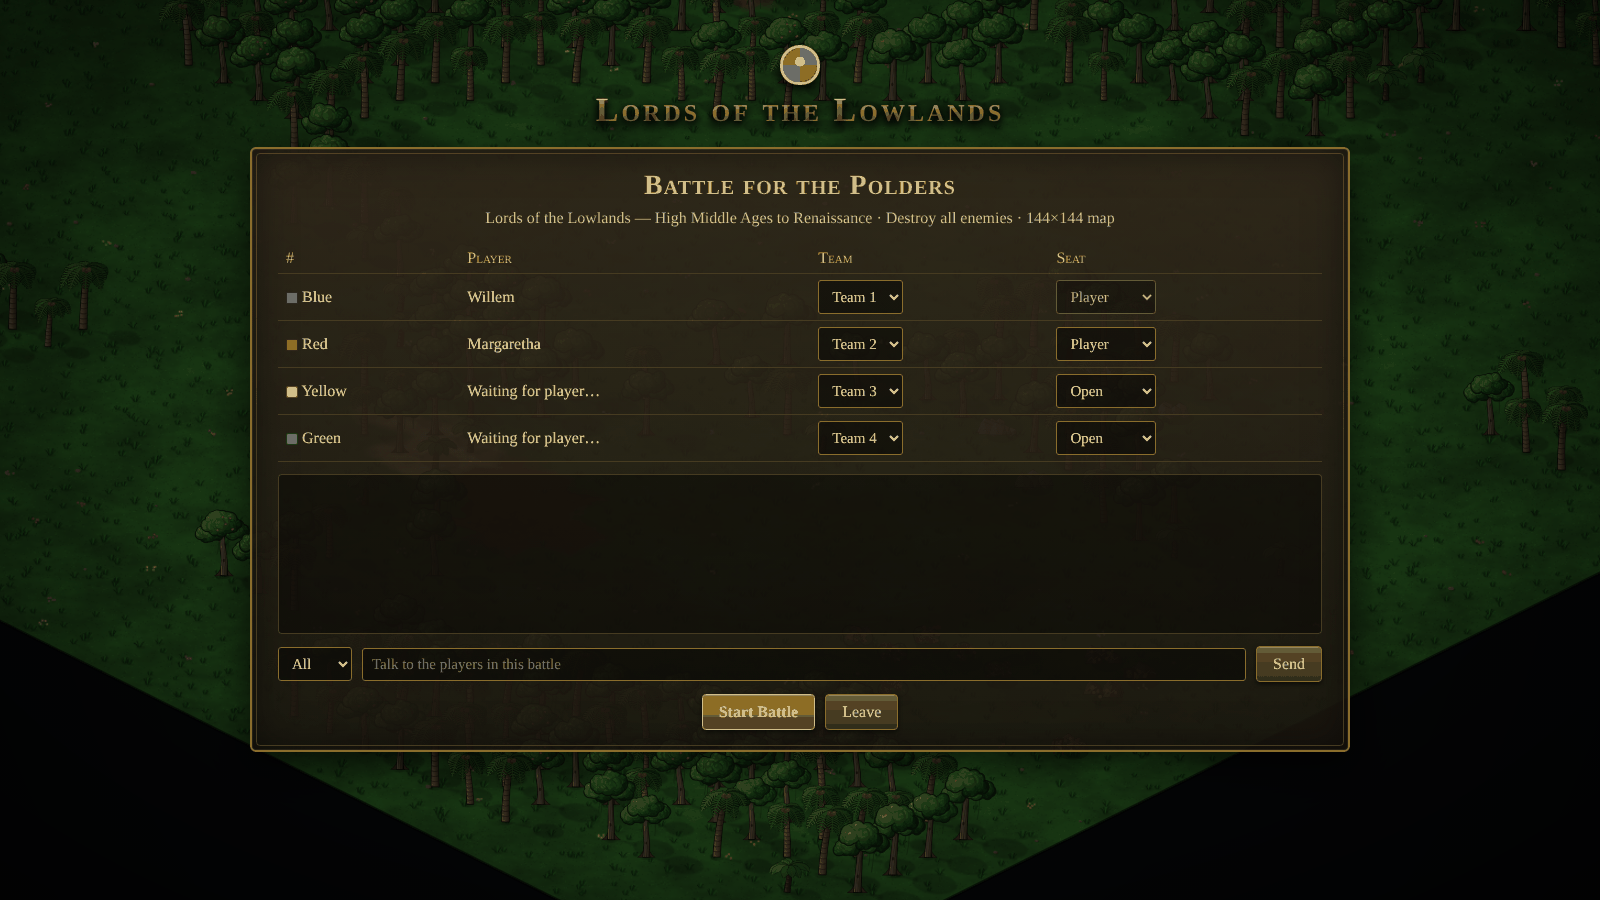 Lords of the Lowlands
Battle for the Polders
Lords of the Lowlands — High Middle Ages to Renaissance · Destroy all enemies · 144×144 map
# Player Team Seat
Blue Willem Team 1 Player
Red Margaretha Team 2 Player
Yellow Waiting for player… Team 3 Open
Green Waiting for player… Team 4 Open
All Talk to the players in this battle Send
Start Battle Leave